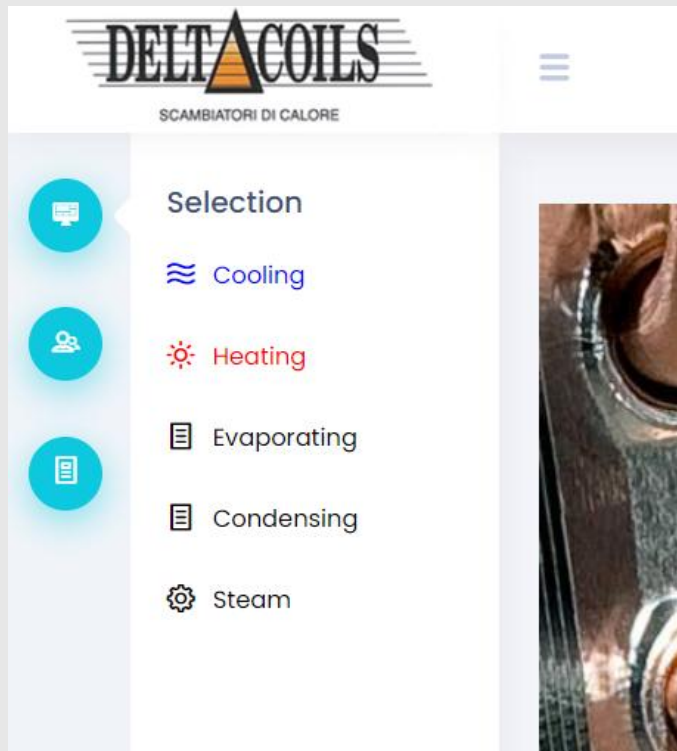 DELTACOILS
SCAMBIATORI DI CALORE
Selection
Cooling
Heating
Evaporating
Condensing
Steam